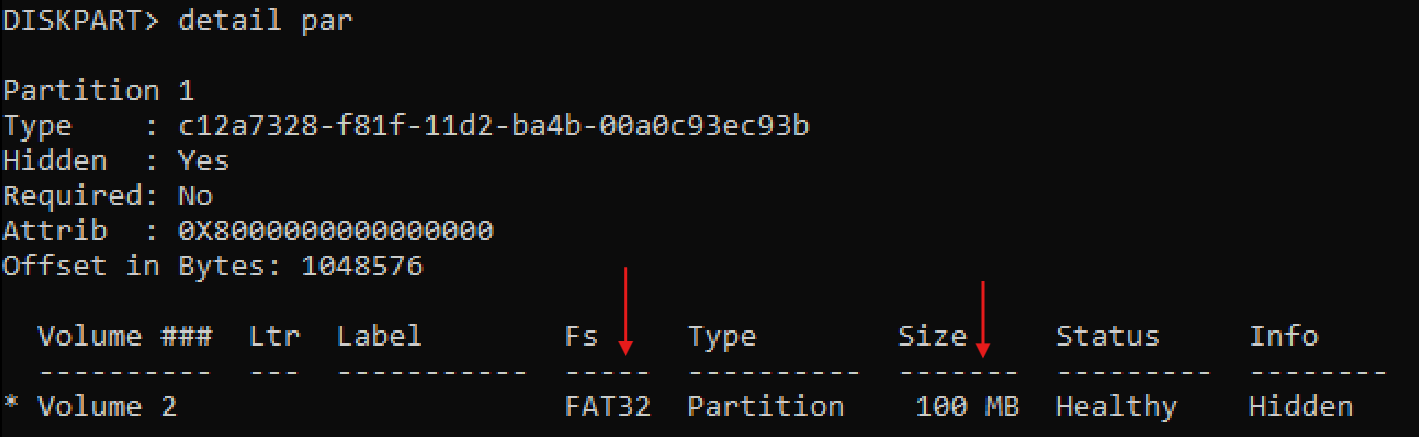 DISKPART> detail par
Partition 1
Type    : c12a7328-f81f-11d2-ba4b-00a0c93ec93b
Hidden  : Yes
Required: No
Attrib  : 0X8000000000000000
Offset in Bytes: 1048576
  Volume ###  Ltr  Label        Fs     Type        Size     Status     Info
  ----------  ---  -----------  -----  ----------  -------  ---------  --------
* Volume 2                      FAT32  Partition    100 MB  Healthy    Hidden